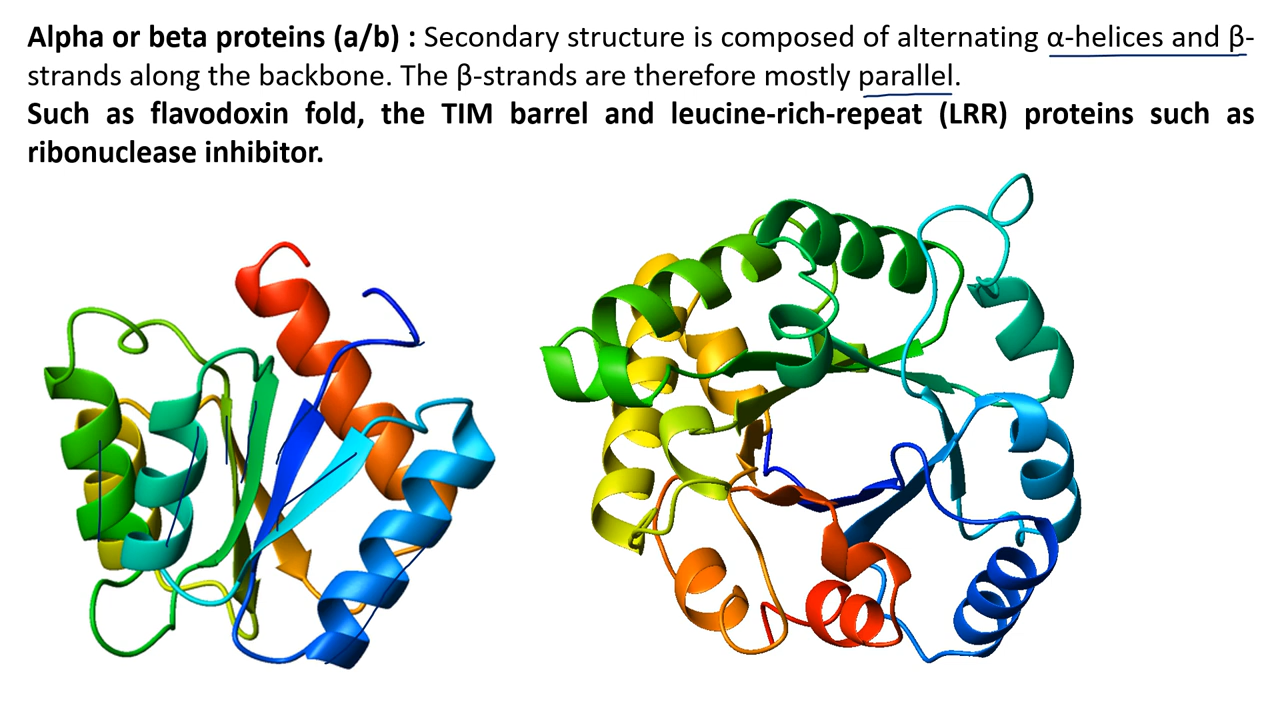 Alpha or beta proteins (a/b) : Secondary structure is composed of alternating α-helices and β-
strands along the backbone. The β-strands are therefore mostly parallel.
Such as flavodoxin fold, the TIM barrel and leucine-rich-repeat (LRR) proteins such as
ribonuclease inhibitor.